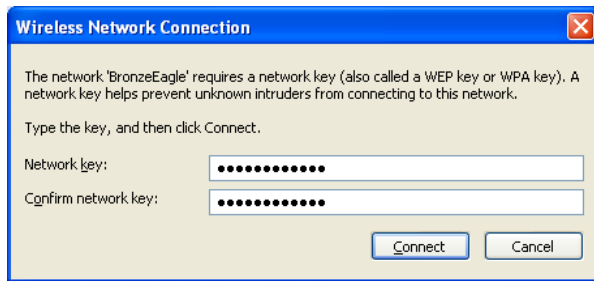 Wireless Network Connection
The network 'BronzeEagle' requires a network key (also called a WEP key or WPA key). A
network key helps prevent unknown intruders from connecting to this network.
Type the key, and then click Connect.
Network key: ●●●●●●●●●●●●
Confirm network key: ●●●●●●●●●●●●
Connect Cancel